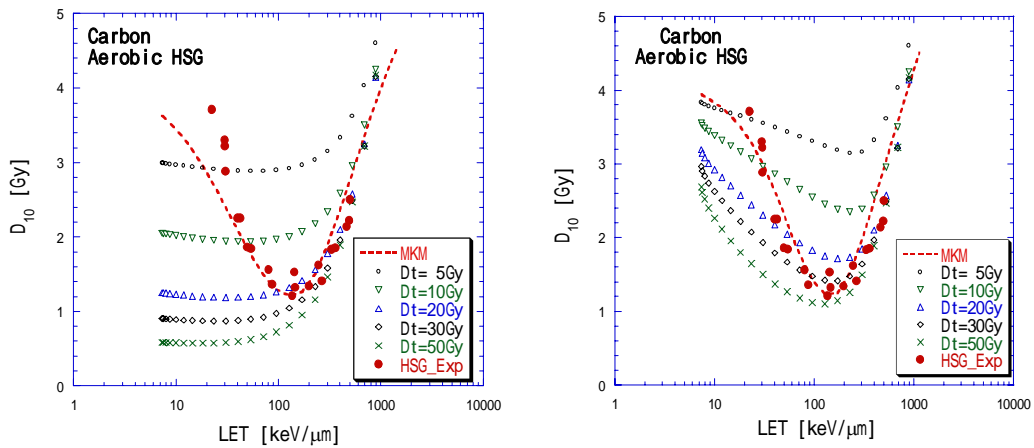 Carbon
Aerobic HSG
5
4
3
2
1
0
D10 [Gy]
MKM
Dt= 5Gy
Dt=10Gy
Dt=20Gy
Dt=30Gy
Dt=50Gy
HSG_Exp
1 10 100 1000 10000
LET [keV/μm]
Carbon
Aerobic HSG
5
4
3
2
1
0
D10 [Gy]
MKM
Dt= 5Gy
Dt=10Gy
Dt=20Gy
Dt=30Gy
Dt=50Gy
HSG_Exp
1 10 100 1000 10000
LET [keV/μm]